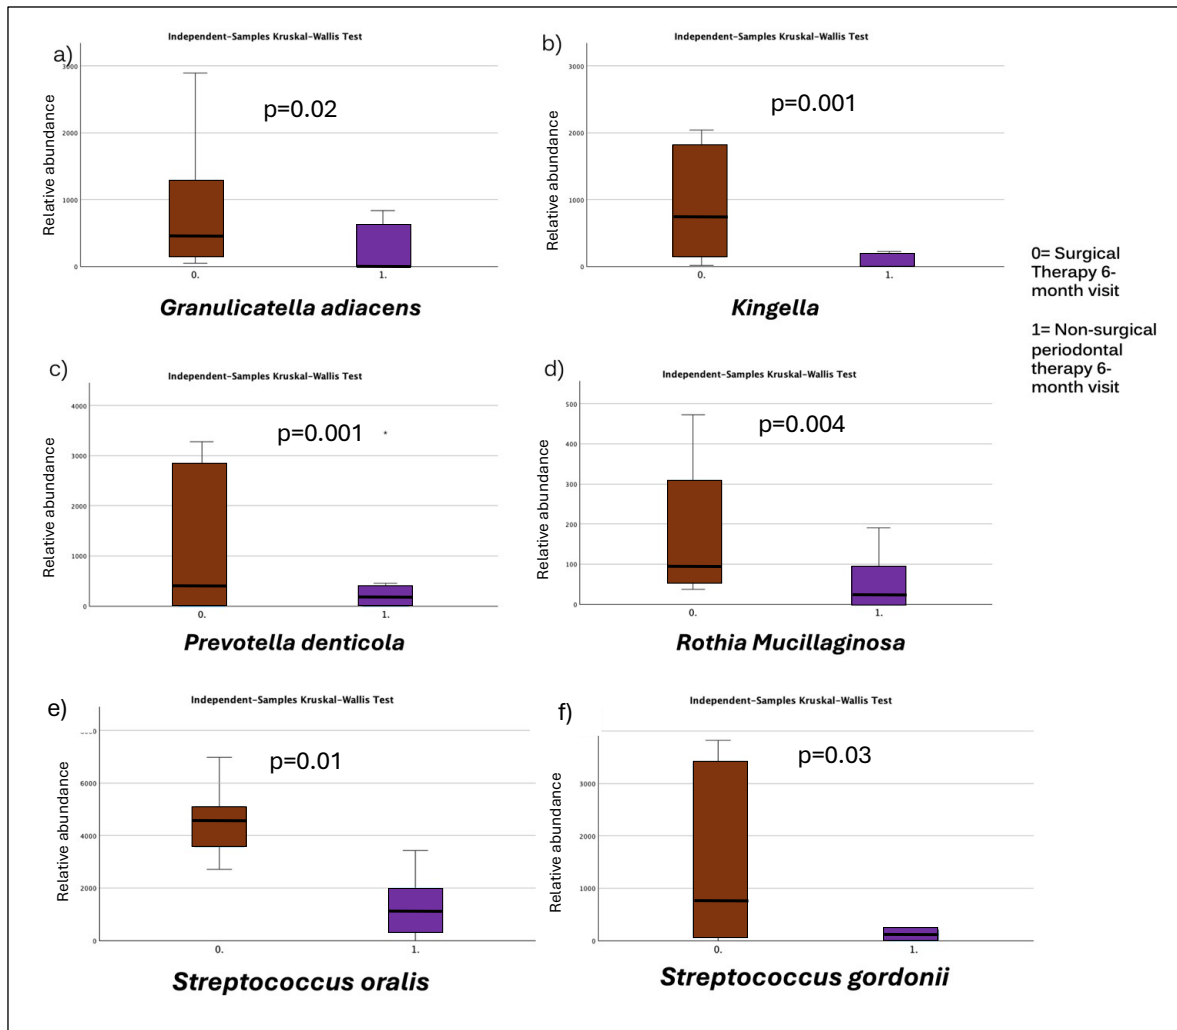 a)
Independent-Samples Kruskal-Wallis Test
3000
2000
1000
0
Relative abundance
p=0.02
0.
1.
Granulicatella adiacens
b)
Independent-Samples Kruskal-Wallis Test
3000
2000
1000
0
Relative abundance
p=0.001
0.
1.
Kingella
0= Surgical
Therapy 6-
month visit
1= Non-surgical
periodontal
therapy 6-
month visit
c)
Independent-Samples Kruskal-Wallis Test
4000
3000
2000
1000
0
Relative abundance
p=0.001
*
0.
1.
Prevotella denticola
d)
Independent-Samples Kruskal-Wallis Test
500
400
300
200
100
0
Relative abundance
p=0.004
0.
1.
Rothia Mucillaginosa
e)
Independent-Samples Kruskal-Wallis Test
6000
4000
2000
0
Relative abundance
p=0.01
0.
1.
Streptococcus oralis
f)
Independent-Samples Kruskal-Wallis Test
3000
2000
1000
0
Relative abundance
p=0.03
0.
1.
Streptococcus gordonii